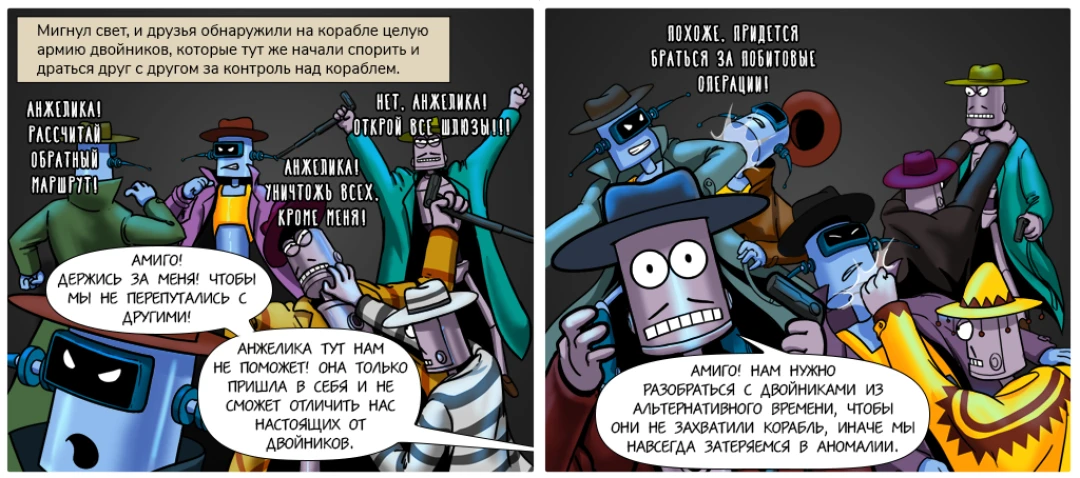 Мигнул свет, и друзья обнаружили на корабле целую
армию двойников, которые тут же начали спорить и
драться друг с другом за контроль над кораблем.
АНЖЕЛИКА!
РАССЧИТАЙ
ОБРАТНЫЙ
МАРШРУТ!
НЕТ, АНЖЕЛИКА!
ОТКРОЙ ВСЕ ШЛЮЗЫ!!!
АНЖЕЛИКА!
УНИЧТОЖЬ ВСЕХ,
КРОМЕ МЕНЯ!
АМИГО!
ДЕРЖИСЬ ЗА МЕНЯ! ЧТОБЫ
МЫ НЕ ПЕРЕПУТАЛИСЬ С
ДРУГИМИ!
АНЖЕЛИКА ТУТ НАМ
НЕ ПОМОЖЕТ! ОНА ТОЛЬКО
ПРИШЛА В СЕБЯ И НЕ
СМОЖЕТ ОТЛИЧИТЬ НАС
НАСТОЯЩИХ ОТ
ДВОЙНИКОВ.
ПОХОЖЕ, ПРИДЕТСЯ
БРАТЬСЯ ЗА ПОБИТОВЫЕ
ОПЕРАЦИИ!
АМИГО! НАМ НУЖНО
РАЗОБРАТЬСЯ С ДВОЙНИКАМИ ИЗ
АЛЬТЕРНАТИВНОГО ВРЕМЕНИ, ЧТОБЫ
ОНИ НЕ ЗАХВАТИЛИ КОРАБЛЬ, ИНАЧЕ МЫ
НАВСЕГДА ЗАТЕРЯЕМСЯ В АНОМАЛИИ.